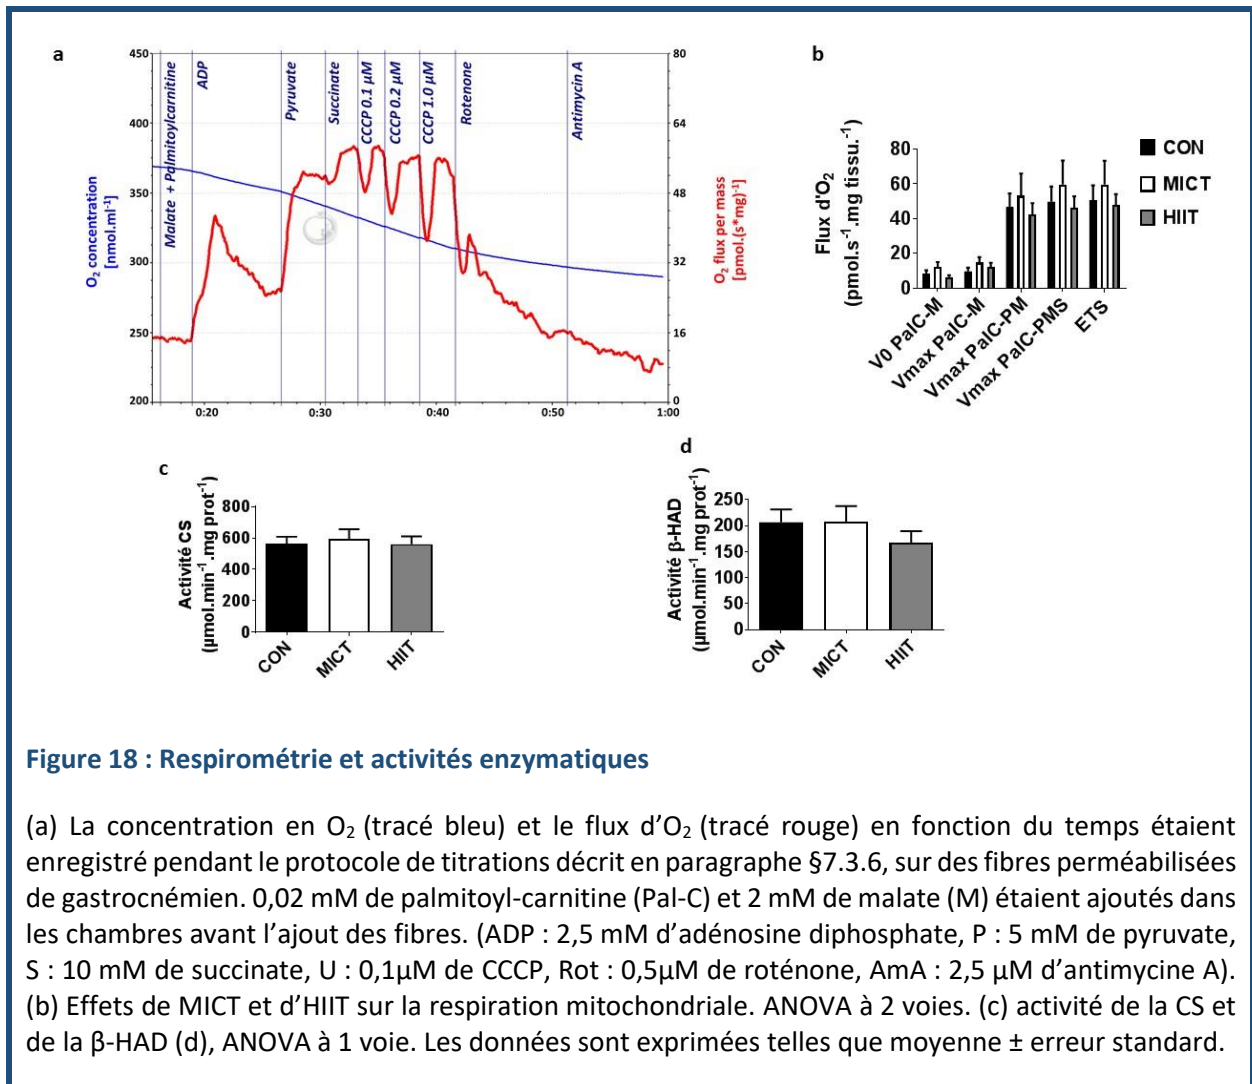 a
b
450
400
350
300
250
200
O2 concentration
[nmol.ml-1]
Malate + Palmitoylcarnitine
ADP
Pyruvate
Succinate
CCCP 0.1 µM
CCCP 0.2 µM
CCCP 1.0 µM
Rotenone
Antimycin A
80
64
48
32
16
0
O2 flux per mass
[pmol.(s*mg)-1]
0:20
0:30
0:40
0:50
1:00
Flux d'O2
(pmol.s-1.mg tissu.-1)
80
60
40
20
0
CON
MICT
HIIT
V0 PalC-M
Vmax PalC-M
Vmax PalC-PM
Vmax PalC-PMS
ETS
c
Activité CS
(µmol.min-1.mg prot-1)
800
600
400
200
0
CON
MICT
HIIT
d
Activité β-HAD
(µmol.min-1.mg prot-1)
250
200
150
100
50
0
CON
MICT
HIIT
Figure 18 : Respirométrie et activités enzymatiques
(a) La concentration en O2 (tracé bleu) et le flux d'O2 (tracé rouge) en fonction du temps étaient
enregistré pendant le protocole de titrations décrit en paragraphe §7.3.6, sur des fibres perméabilisées
de gastrocnémien. 0,02 mM de palmitoyl-carnitine (Pal-C) et 2 mM de malate (M) étaient ajoutés dans
les chambres avant l'ajout des fibres. (ADP : 2,5 mM d'adénosine diphosphate, P : 5 mM de pyruvate,
S : 10 mM de succinate, U : 0,1µM de CCCP, Rot : 0,5µM de roténone, AmA : 2,5 µM d'antimycine A).
(b) Effets de MICT et d'HIIT sur la respiration mitochondriale. ANOVA à 2 voies. (c) activité de la CS et
de la β-HAD (d), ANOVA à 1 voie. Les données sont exprimées telles que moyenne ± erreur standard.